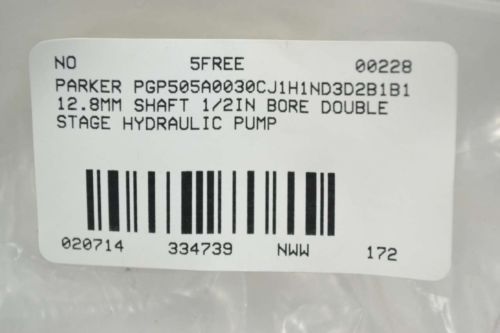 NO 5FREE 00228
PARKER PGP505A0030CJ1H1ND3D2B1B1
12.8MM SHAFT 1/2IN BORE DOUBLE
STAGE HYDRAULIC PUMP
020714 334739 NWW 172